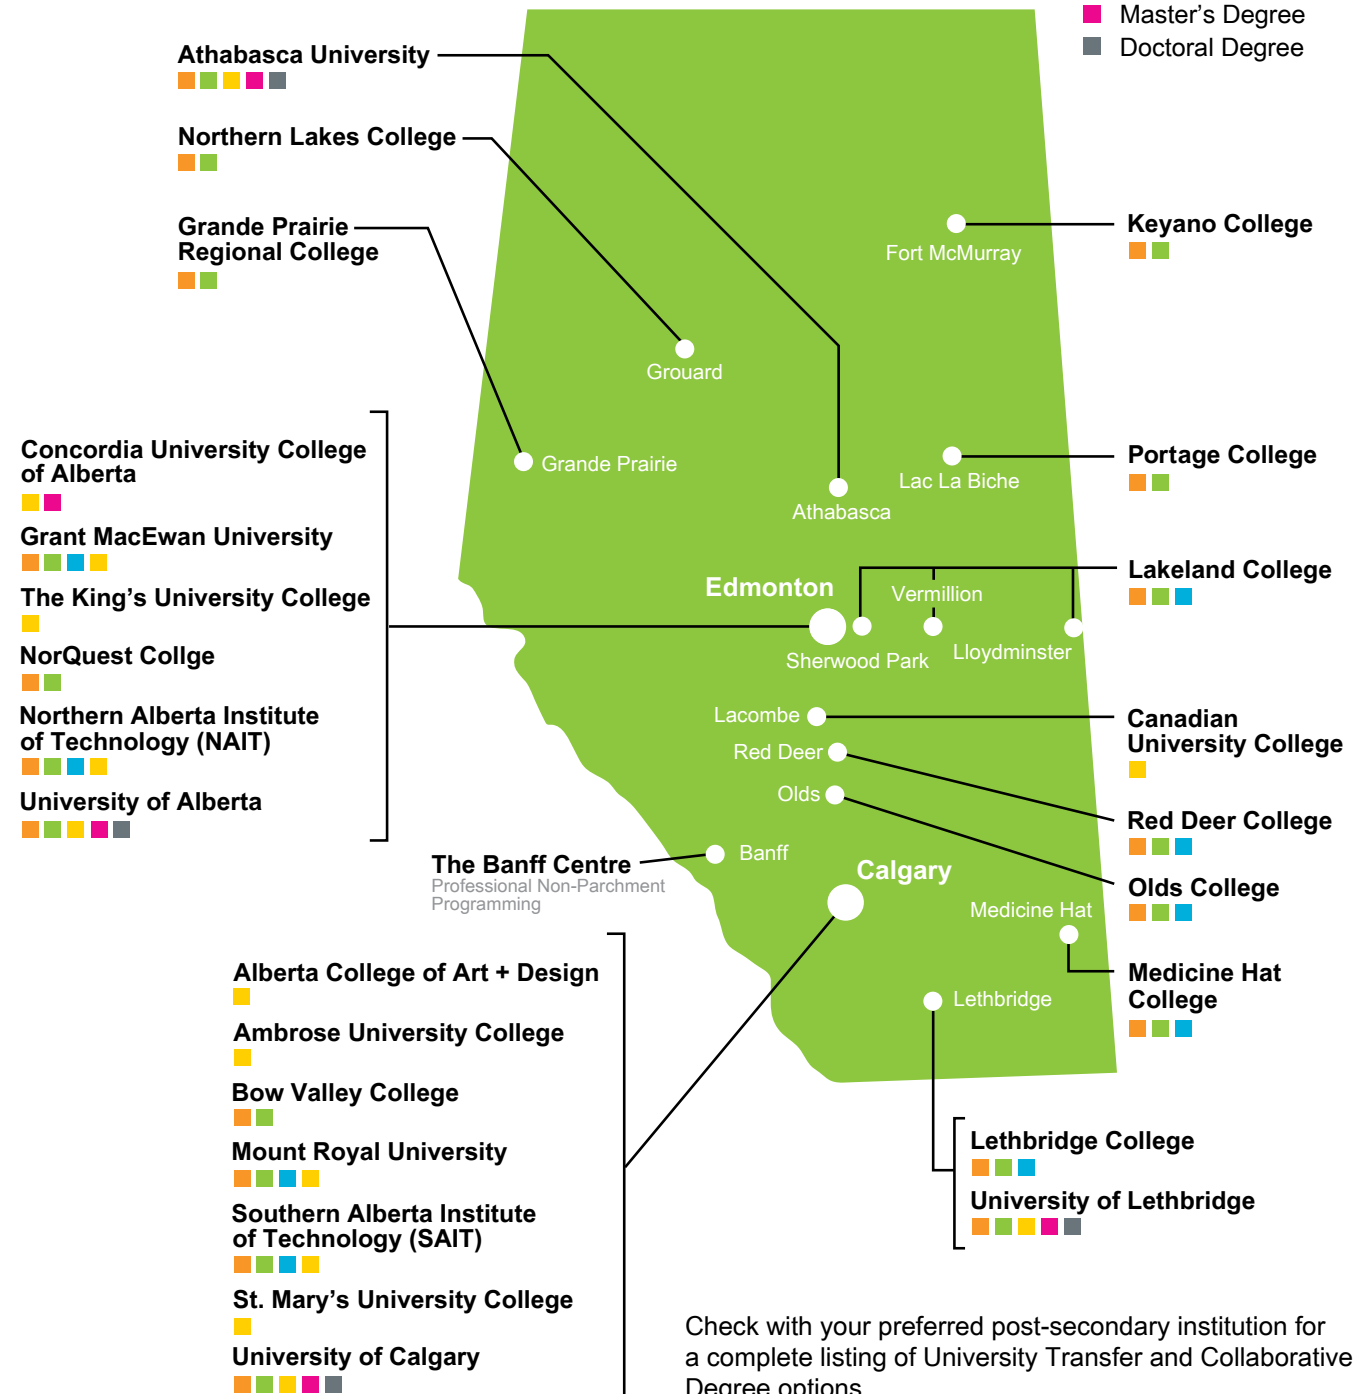 Master's Degree
Doctoral Degree
Athabasca University
Northern Lakes College
Grande Prairie
Regional College
Keyano College
Fort McMurray
Grouard
Grande Prairie
Concordia University College
of Alberta
Grant MacEwan University
The King's University College
NorQuest Collge
Northern Alberta Institute
of Technology (NAIT)
University of Alberta
Portage College
Lac La Biche
Athabasca
Lakeland College
Edmonton
Vermillion
Sherwood Park
Lloydminster
Lacombe
Canadian
University College
Red Deer
Olds
Red Deer College
Olds College
The Banff Centre
Professional Non-Parchment
Programming
Banff
Calgary
Medicine Hat
Medicine Hat
College
Lethbridge
Alberta College of Art + Design
Ambrose University College
Bow Valley College
Mount Royal University
Southern Alberta Institute
of Technology (SAIT)
St. Mary's University College
University of Calgary
Lethbridge College
University of Lethbridge
Check with your preferred post-secondary institution for
a complete listing of University Transfer and Collaborative
Degree options